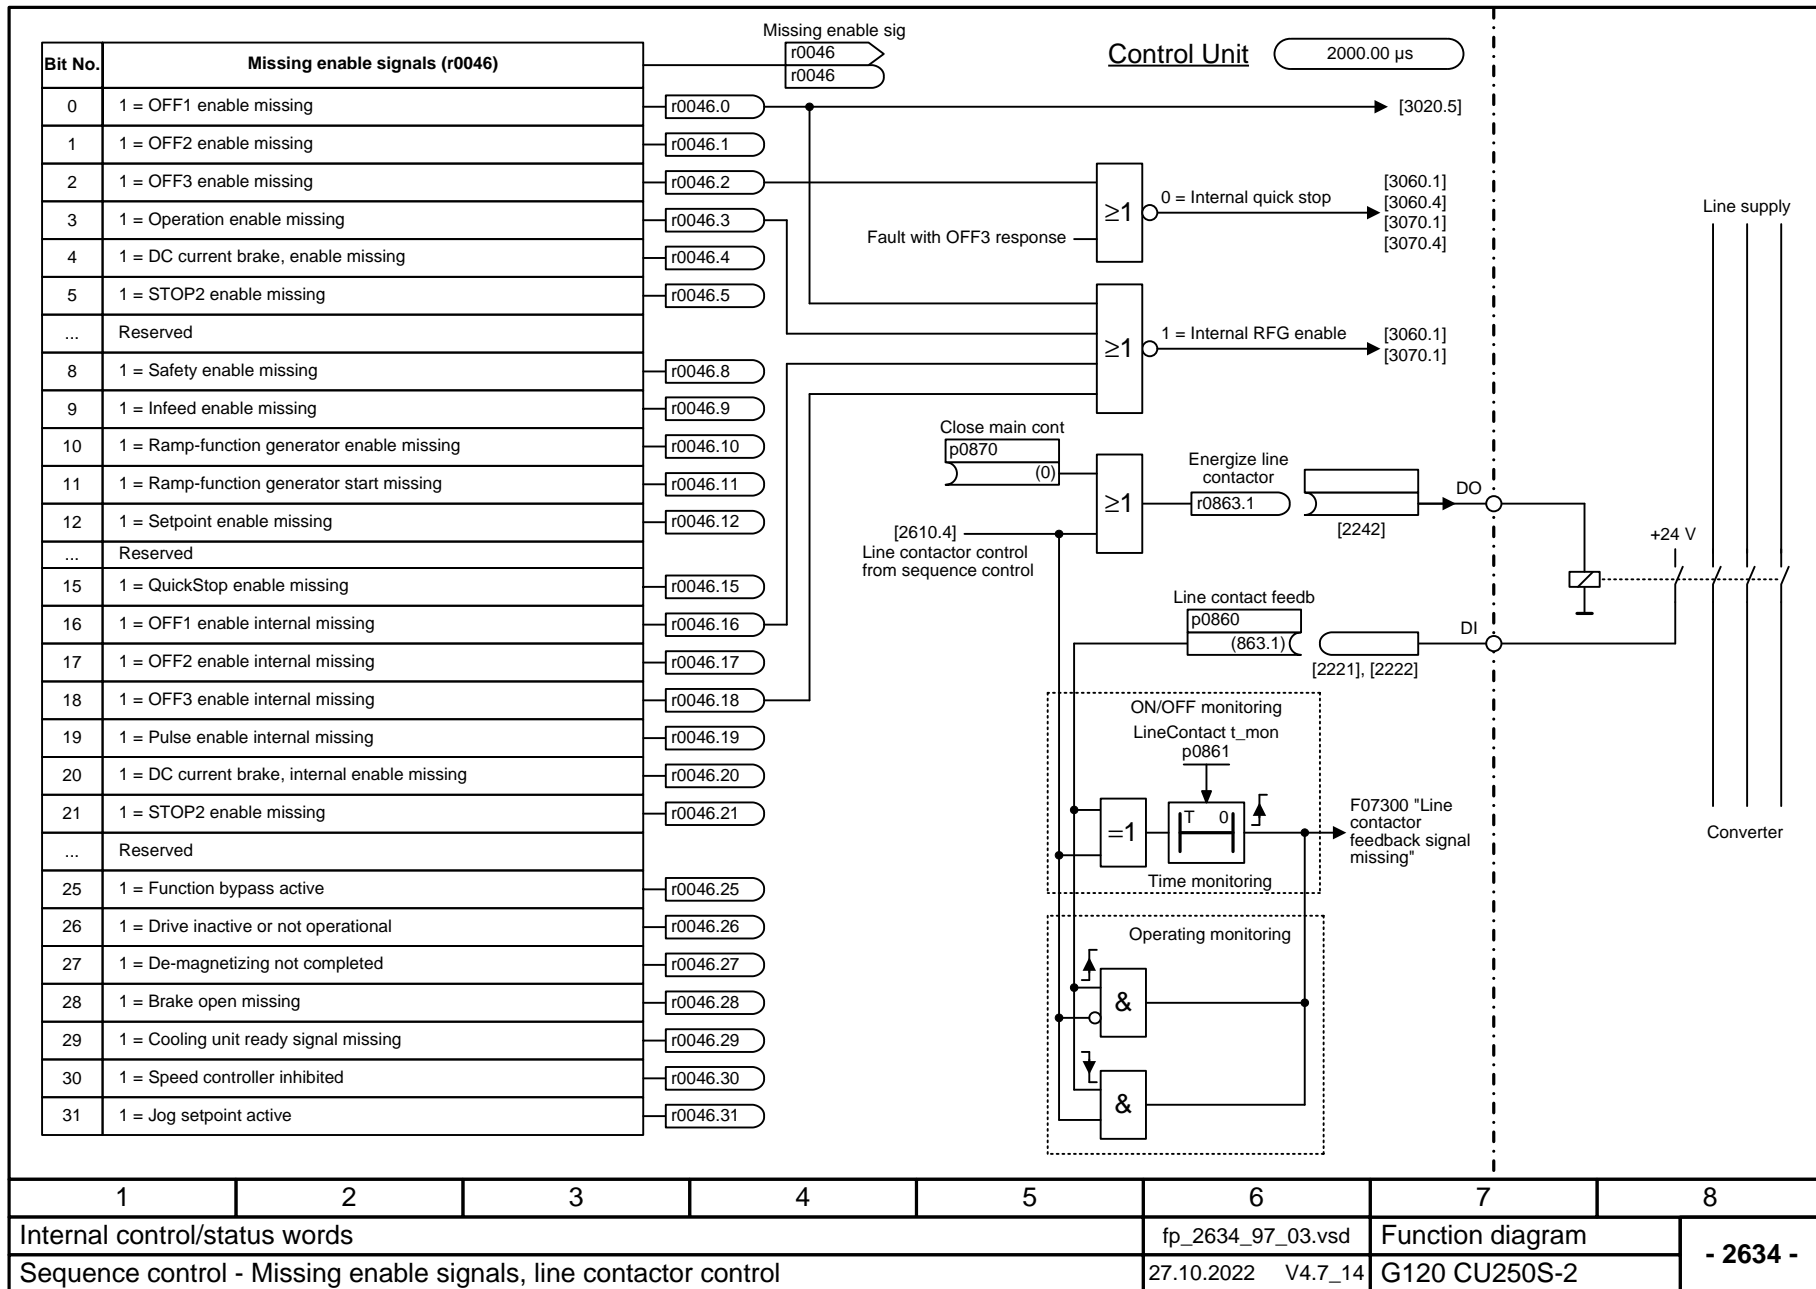 Missing enable sig
r0046
r0046
Control Unit
2000.00 µs
Bit No.
Missing enable signals (r0046)
0
1 = OFF1 enable missing
r0046.0
[3020.5]
1
1 = OFF2 enable missing
r0046.1
2
1 = OFF3 enable missing
r0046.2
3
1 = Operation enable missing
r0046.3
4
1 = DC current brake, enable missing
r0046.4
5
1 = STOP2 enable missing
r0046.5
...
Reserved
8
1 = Safety enable missing
r0046.8
9
1 = Infeed enable missing
r0046.9
10
1 = Ramp-function generator enable missing
r0046.10
11
1 = Ramp-function generator start missing
r0046.11
12
1 = Setpoint enable missing
r0046.12
...
Reserved
15
1 = QuickStop enable missing
r0046.15
16
1 = OFF1 enable internal missing
r0046.16
17
1 = OFF2 enable internal missing
r0046.17
18
1 = OFF3 enable internal missing
r0046.18
19
1 = Pulse enable internal missing
r0046.19
20
1 = DC current brake, internal enable missing
r0046.20
21
1 = STOP2 enable missing
r0046.21
...
Reserved
25
1 = Function bypass active
r0046.25
26
1 = Drive inactive or not operational
r0046.26
27
1 = De-magnetizing not completed
r0046.27
28
1 = Brake open missing
r0046.28
29
1 = Cooling unit ready signal missing
r0046.29
30
1 = Speed controller inhibited
r0046.30
31
1 = Jog setpoint active
r0046.31
Fault with OFF3 response
≥1
0 = Internal quick stop
[3060.1]
[3060.4]
[3070.1]
[3070.4]
≥1
1 = Internal RFG enable
[3060.1]
[3070.1]
Close main cont
p0870
(0)
[2610.4]
Line contactor control
from sequence control
≥1
Energize line
contactor
r0863.1
[2242]
DO
Line contact feedb
p0860
(863.1)
[2221], [2222]
DI
Line supply
+24 V
Converter
ON/OFF monitoring
LineContact t_mon
p0861
=1
T 0
Time monitoring
F07300 "Line
contactor
feedback signal
missing"
Operating monitoring
&
&
1 2 3 4 5 6 7 8
Internal control/status words
fp_2634_97_03.vsd
Function diagram
- 2634 -
Sequence control - Missing enable signals, line contactor control
27.10.2022 V4.7_14
G120 CU250S-2